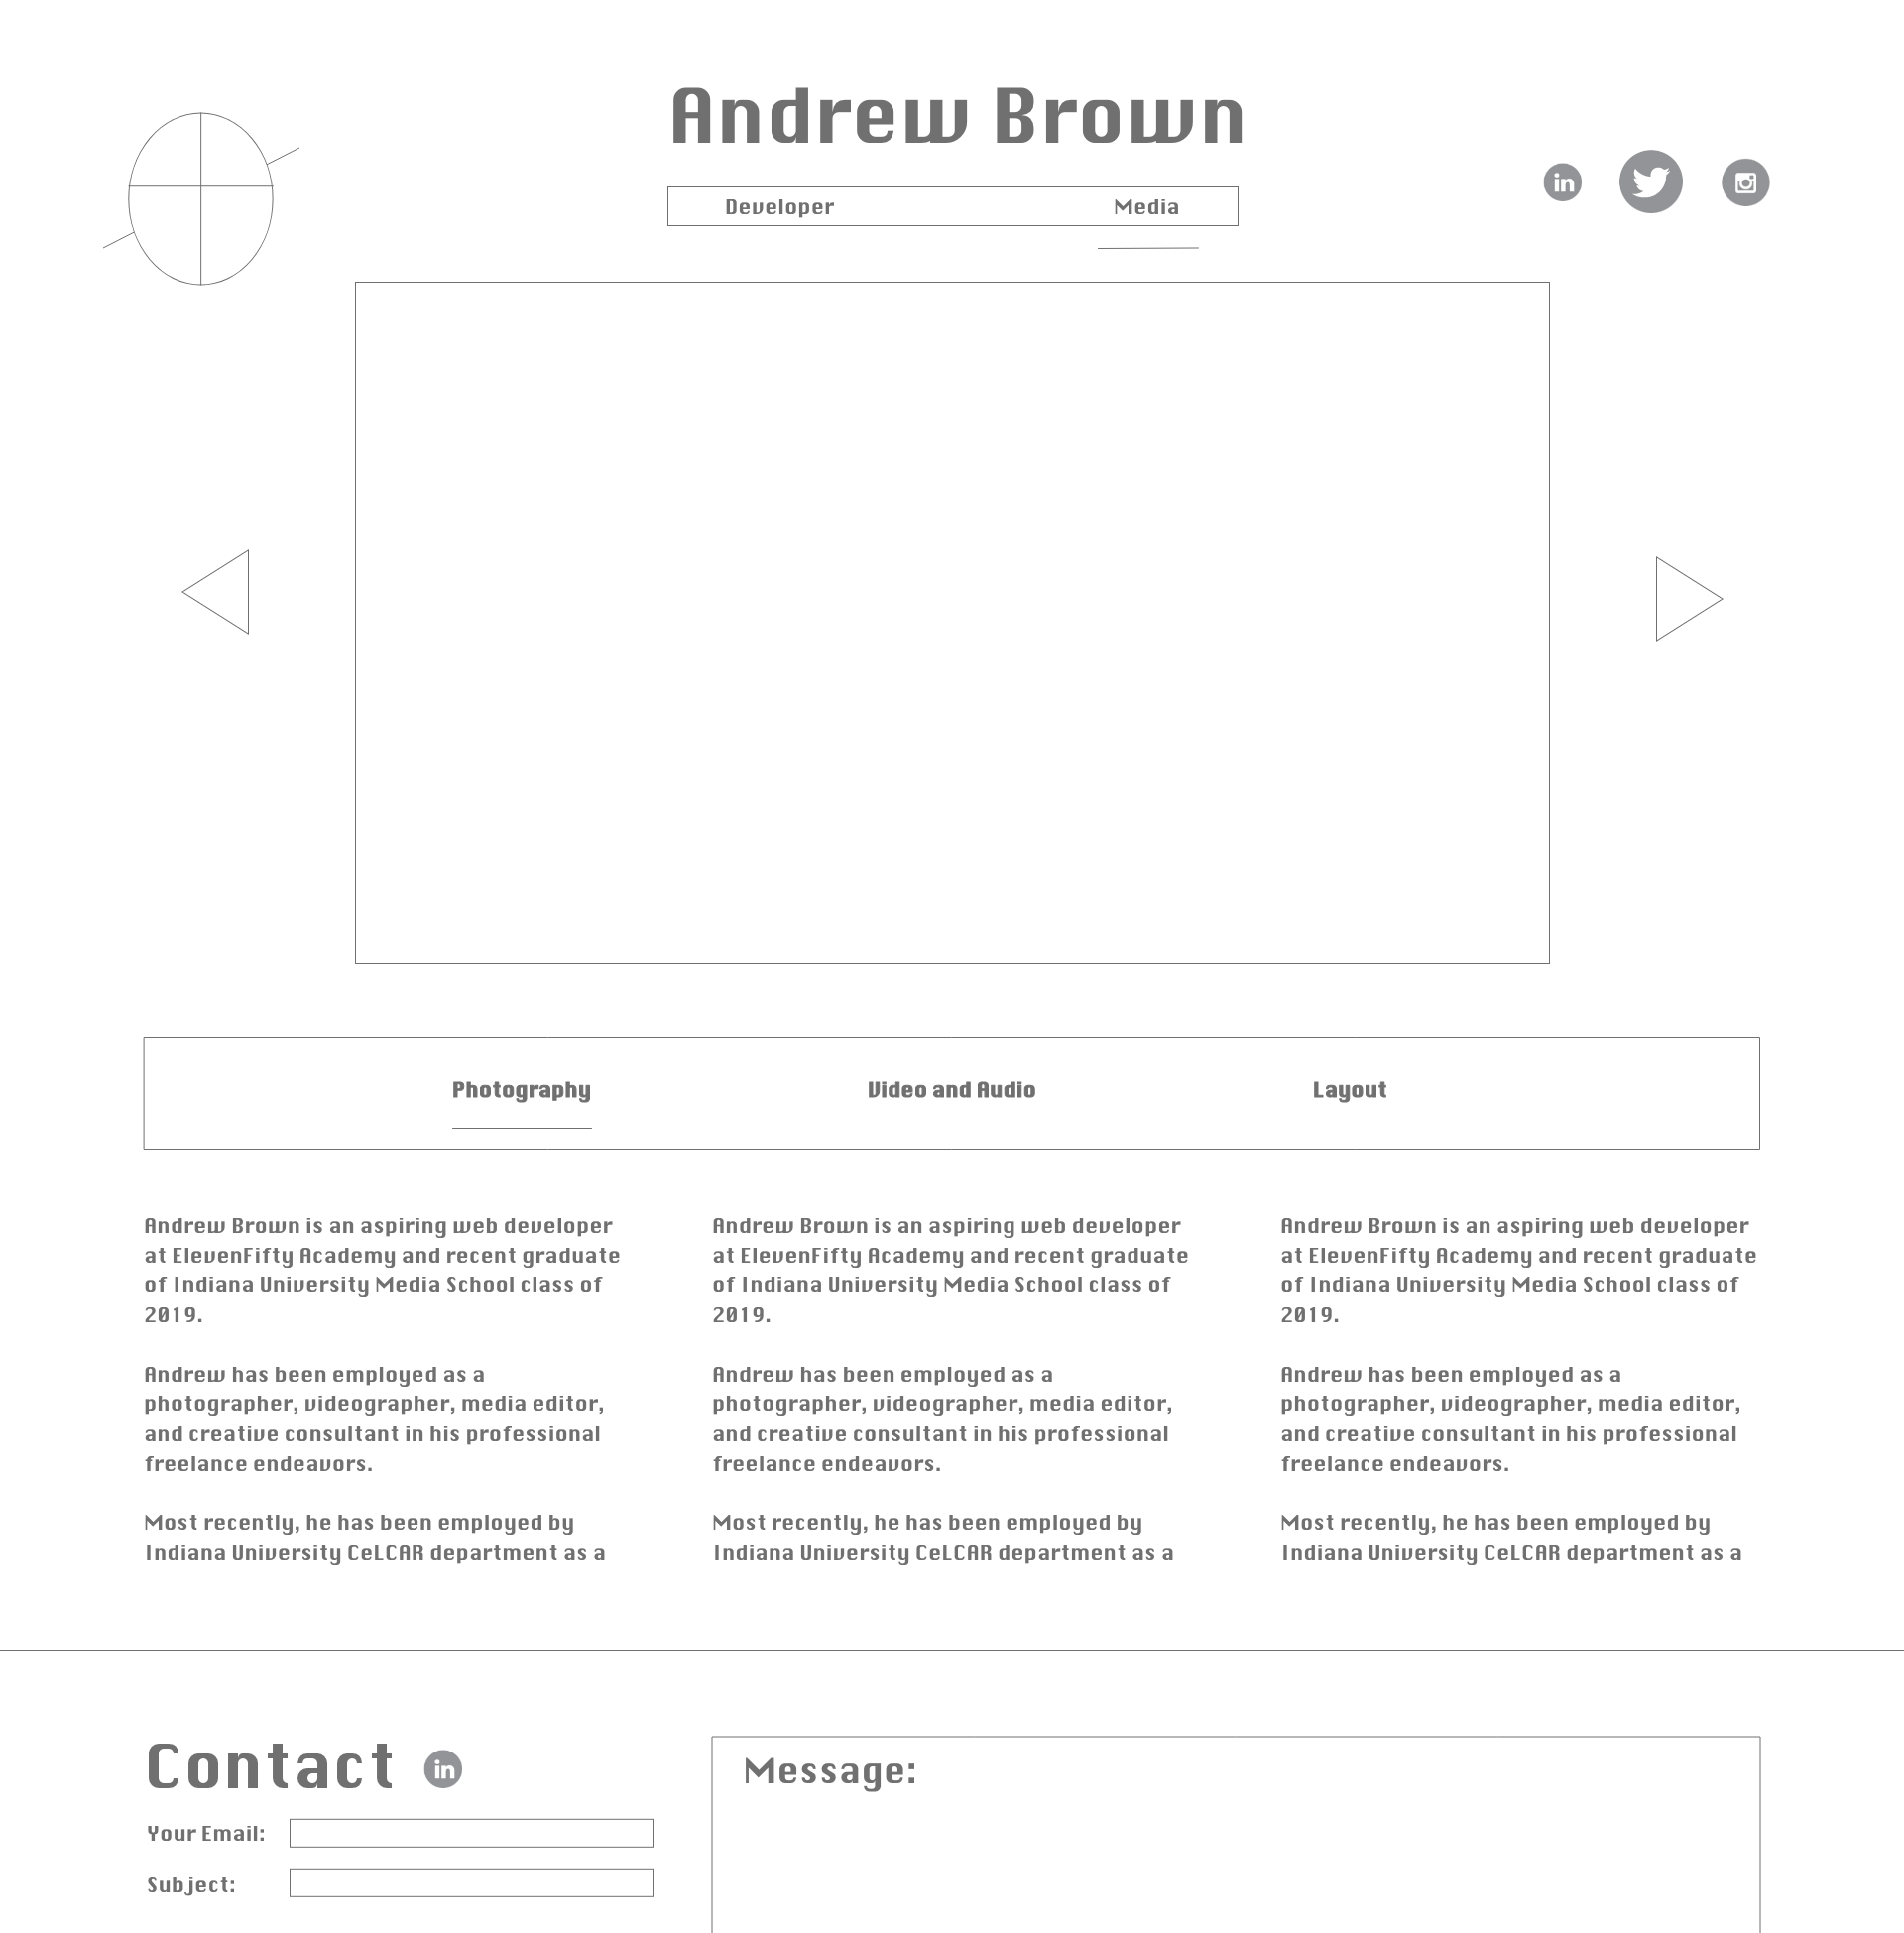 Andrew Brown
Developer
Media
in
Photography
Video and Audio
Layout
Andrew Brown is an aspiring web developer
at ElevenFifty Academy and recent graduate
of Indiana University Media School class of
2019.
Andrew has been employed as a
photographer, videographer, media editor,
and creative consultant in his professional
freelance endeavors.
Most recently, he has been employed by
Indiana University CeLCAR department as a
Andrew Brown is an aspiring web developer
at ElevenFifty Academy and recent graduate
of Indiana University Media School class of
2019.
Andrew has been employed as a
photographer, videographer, media editor,
and creative consultant in his professional
freelance endeavors.
Most recently, he has been employed by
Indiana University CeLCAR department as a
Andrew Brown is an aspiring web developer
at ElevenFifty Academy and recent graduate
of Indiana University Media School class of
2019.
Andrew has been employed as a
photographer, videographer, media editor,
and creative consultant in his professional
freelance endeavors.
Most recently, he has been employed by
Indiana University CeLCAR department as a
Contact
in
Your Email:
Subject:
Message: